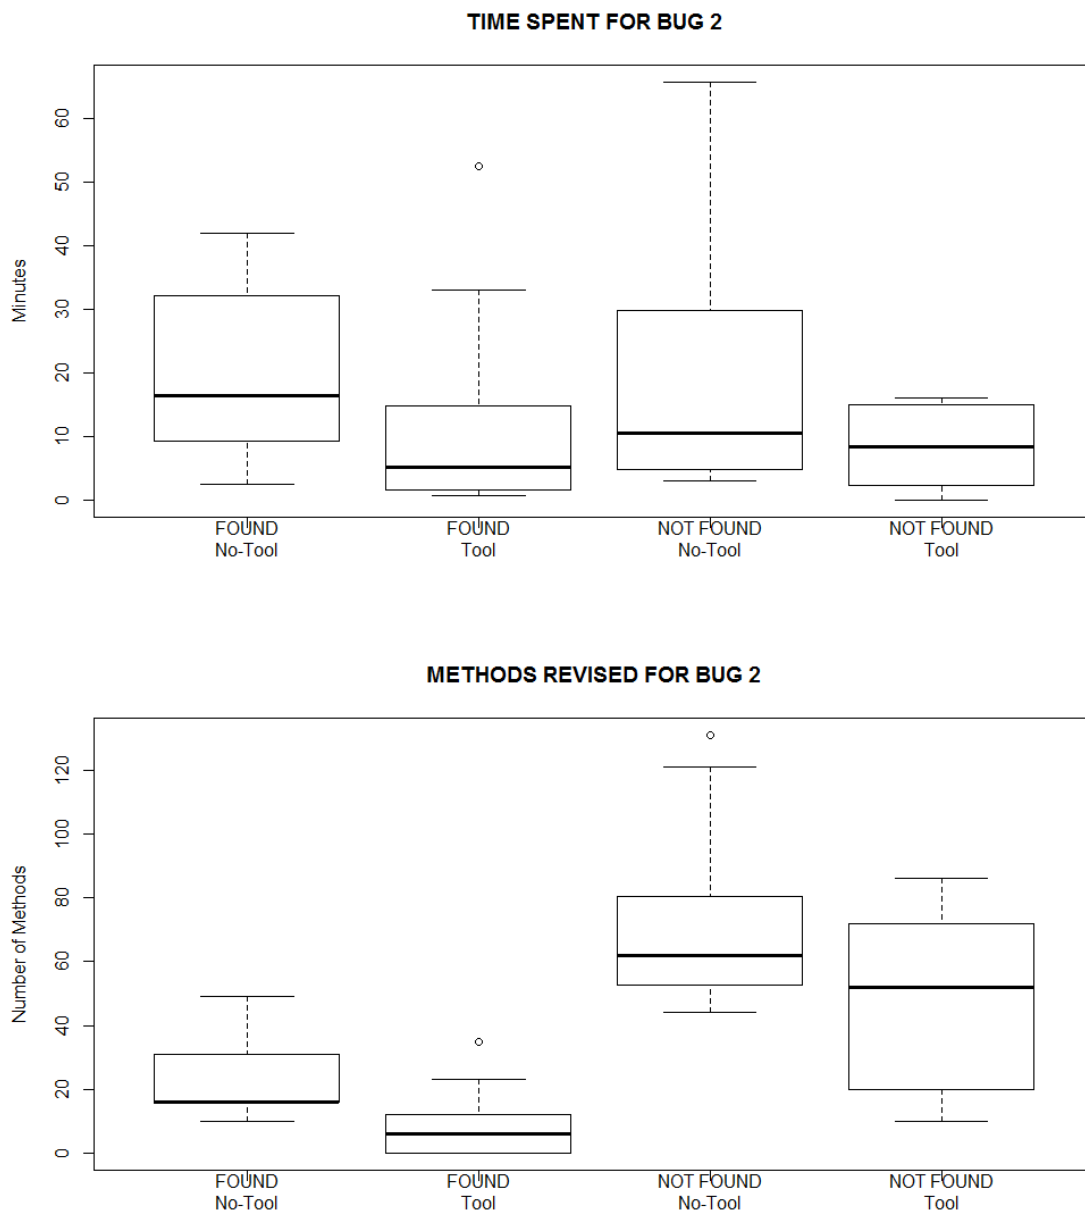 TIME SPENT FOR BUG 2
60
50
40
30
20
10
0
Minutes
FOUND
No-Tool
FOUND
Tool
NOT FOUND
No-Tool
NOT FOUND
Tool
METHODS REVISED FOR BUG 2
120
100
80
60
40
20
0
Number of Methods
FOUND
No-Tool
FOUND
Tool
NOT FOUND
No-Tool
NOT FOUND
Tool